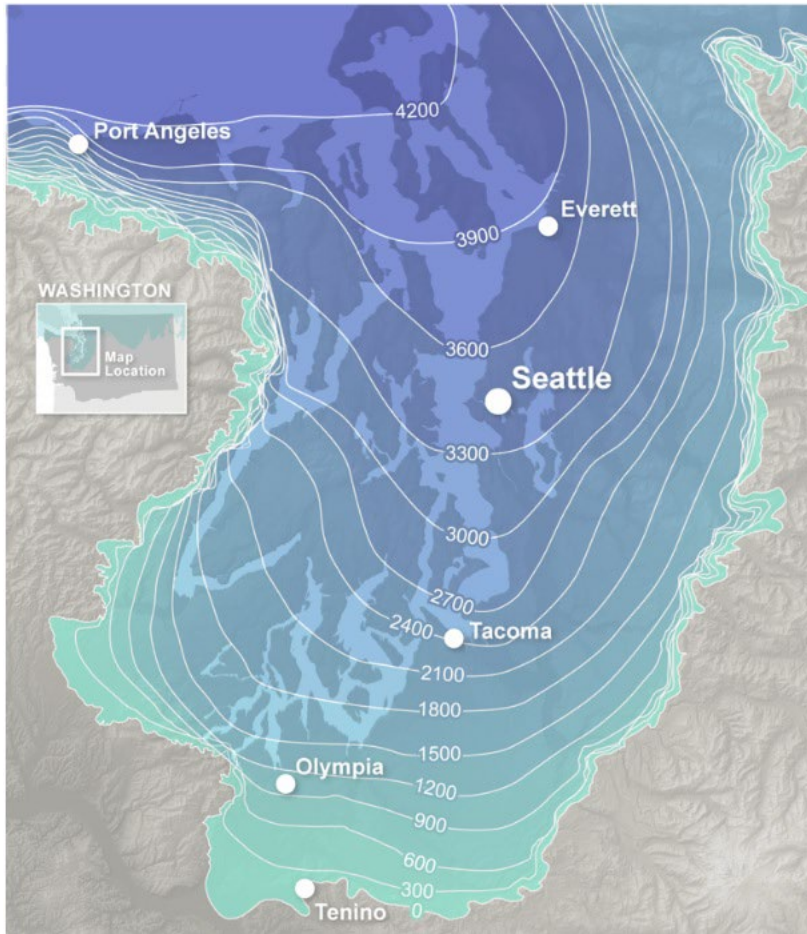 4200
Port Angeles
Everett
3900
WASHINGTON
Map
Location
3600
Seattle
3300
3000
2700
2400
Tacoma
2100
1800
1500
Olympia
1200
900
600
300
0
Tenino